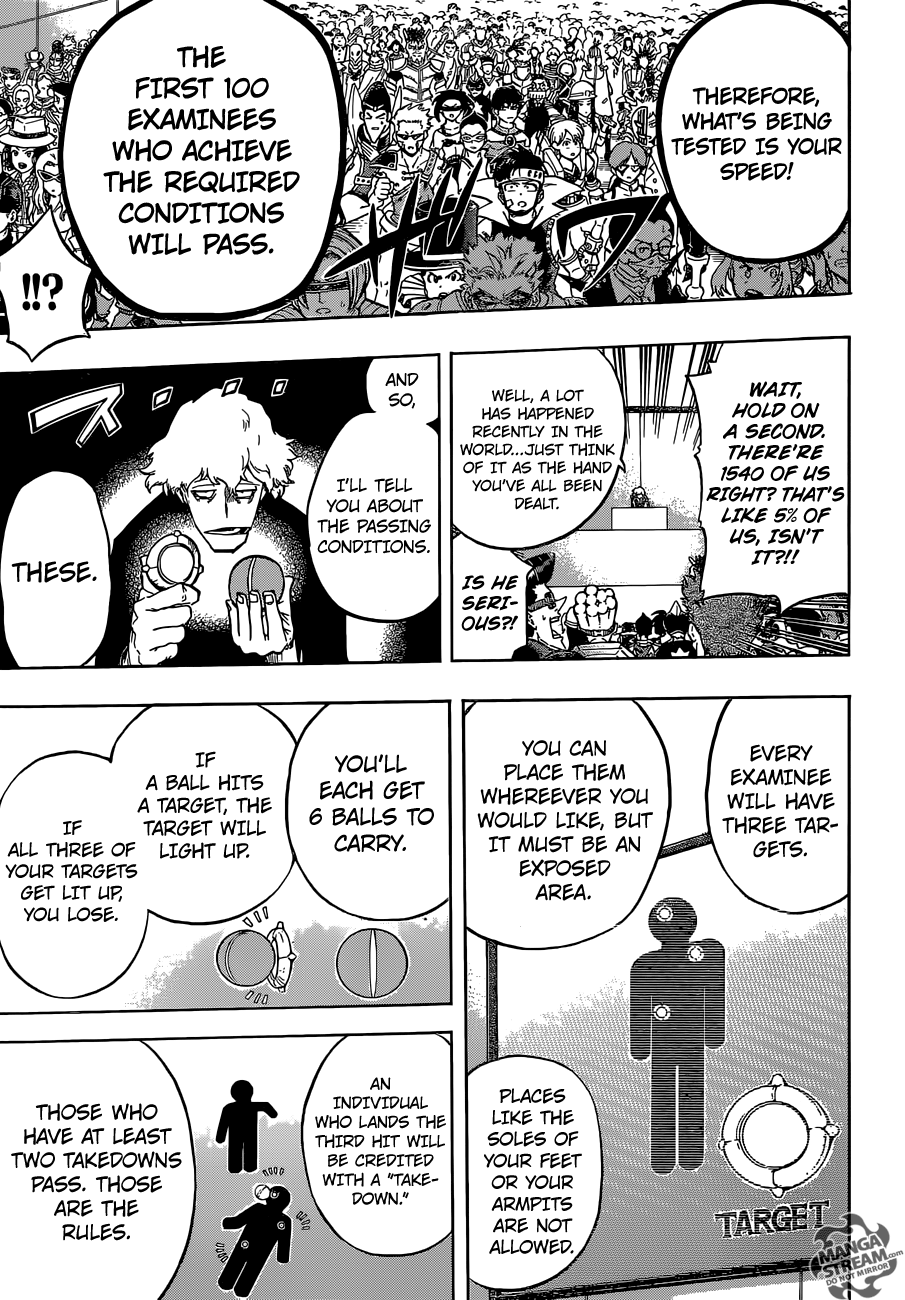 THEREFORE,
WHAT'S BEING
TESTED IS YOUR
SPEED!
THE
FIRST 100
EXAMINEES
WHO ACHIEVE
THE REQUIRED
CONDITIONS
WILL PASS.
!!?
WAIT,
HOLD ON
A SECOND.
THERE'RE
1540 OF US
RIGHT? THAT'S
LIKE 5% OF
US, ISN'T
IT?!!
WELL, A LOT
HAS HAPPENED
RECENTLY IN THE
WORLD...JUST THINK
OF IT AS THE HAND
YOU'VE ALL BEEN
DEALT.
IS HE
SERI-
OUS?!
AND
SO,
I'LL TELL
YOU ABOUT
THE PASSING
CONDITIONS.
スッ
THESE.
EVERY
EXAMINEE
WILL HAVE
THREE TAR-
GETS.
YOU CAN
PLACE THEM
WHEREEVER YOU
WOULD LIKE, BUT
IT MUST BE AN
EXPOSED
AREA.
PLACES
LIKE THE
SOLES OF
YOUR FEET
OR YOUR
ARMPITS
ARE NOT
ALLOWED.
TARGET
YOU'LL
EACH GET
6 BALLS TO
CARRY.
IF
A BALL HITS
A TARGET, THE
TARGET WILL
LIGHT UP.
IF
ALL THREE OF
YOUR TARGETS
GET LIT UP,
YOU LOSE.
AN
INDIVIDUAL
WHO LANDS THE
THIRD HIT WILL
BE CREDITED
WITH A "TAKE-
DOWN."
THOSE WHO
HAVE AT LEAST
TWO TAKEDOWNS
PASS. THOSE
ARE THE
RULES.
MANGA
STREAM.com
DO NOT MIRROR